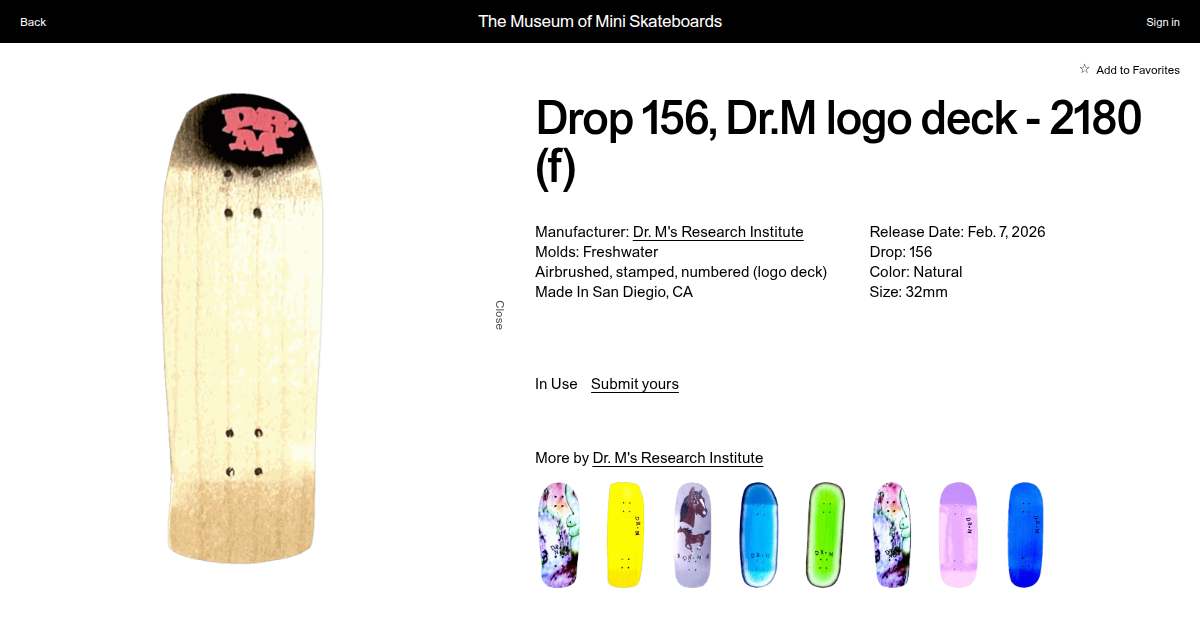 Back
The Museum of Mini Skateboards
Sign in
☆ Add to Favorites
DR.
M
Drop 156, Dr.M logo deck - 2180
(f)
Manufacturer: Dr. M's Research Institute
Molds: Freshwater
Airbrushed, stamped, numbered (logo deck)
Made In San Diegio, CA
Release Date: Feb. 7, 2026
Drop: 156
Color: Natural
Size: 32mm
Close
In Use Submit yours
More by Dr. M's Research Institute